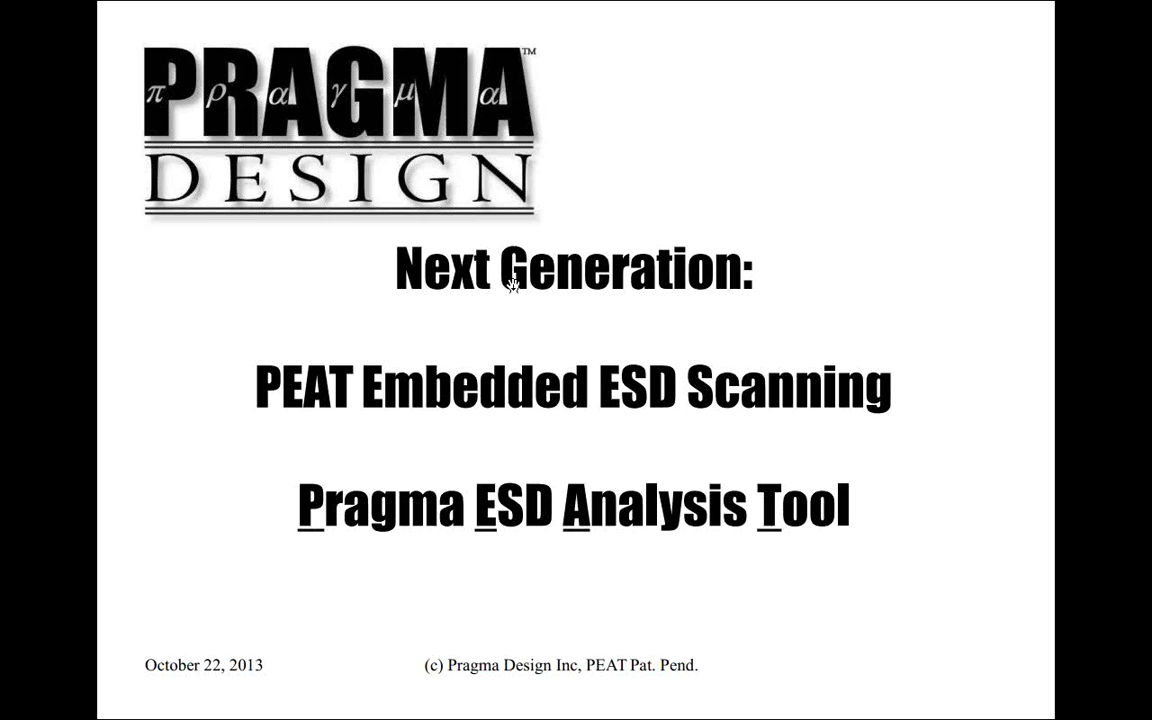 PRAGMA™
π ρ α γ μ α
DESIGN
Next Generation:
PEAT Embedded ESD Scanning
Pragma ESD Analysis Tool
October 22, 2013
(c) Pragma Design Inc, PEAT Pat. Pend.